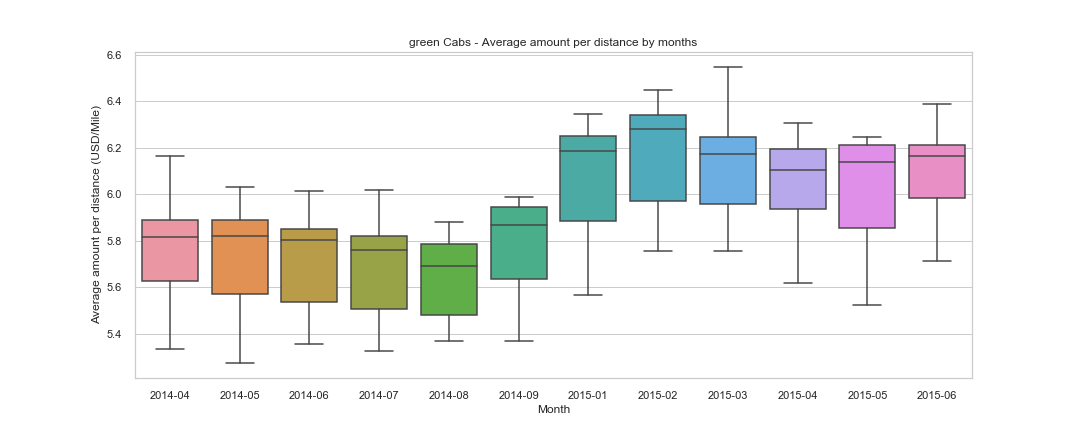 green Cabs - Average amount per distance by months
Average amount per distance (USD/Mile)
6.6
6.4
6.2
6.0
5.8
5.6
5.4
2014-04 2014-05 2014-06 2014-07 2014-08 2014-09 2015-01 2015-02 2015-03 2015-04 2015-05 2015-06
Month